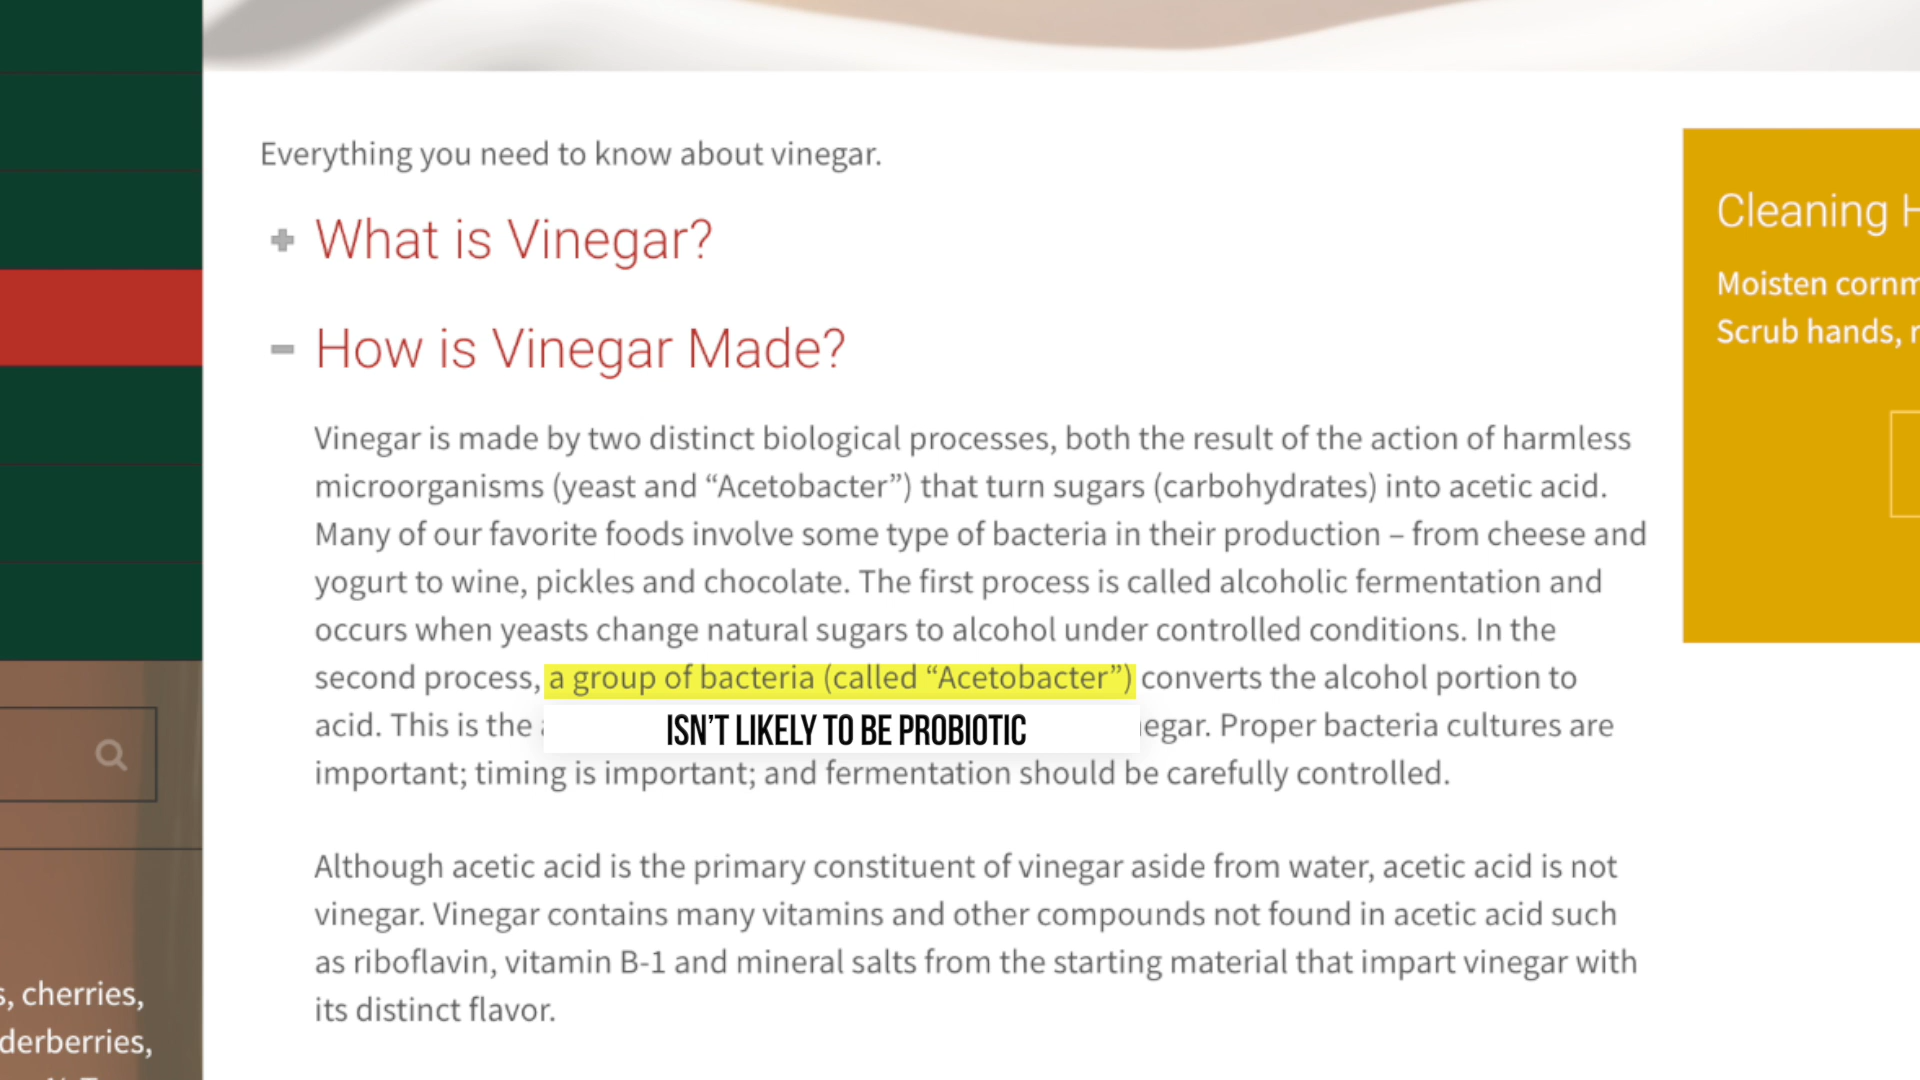 Everything you need to know about vinegar.
What is Vinegar?
How is Vinegar Made?
Vinegar is made by two distinct biological processes, both the result of the action of harmless
microorganisms (yeast and “Acetobacter”) that turn sugars (carbohydrates) into acetic acid.
Many of our favorite foods involve some type of bacteria in their production – from cheese and
yogurt to wine, pickles and chocolate. The first process is called alcoholic fermentation and
occurs when yeasts change natural sugars to alcohol under controlled conditions. In the
second process, a group of bacteria (called “Acetobacter”) converts the alcohol portion to
acid. This is the
ISN’T LIKELY TO BE PROBIOTIC
egar. Proper bacteria cultures are
important; timing is important; and fermentation should be carefully controlled.
Although acetic acid is the primary constituent of vinegar aside from water, acetic acid is not
vinegar. Vinegar contains many vitamins and other compounds not found in acetic acid such
as riboflavin, vitamin B-1 and mineral salts from the starting material that impart vinegar with
its distinct flavor.
Cleaning H
Moisten cornm
Scrub hands, r
s, cherries,
derberries,